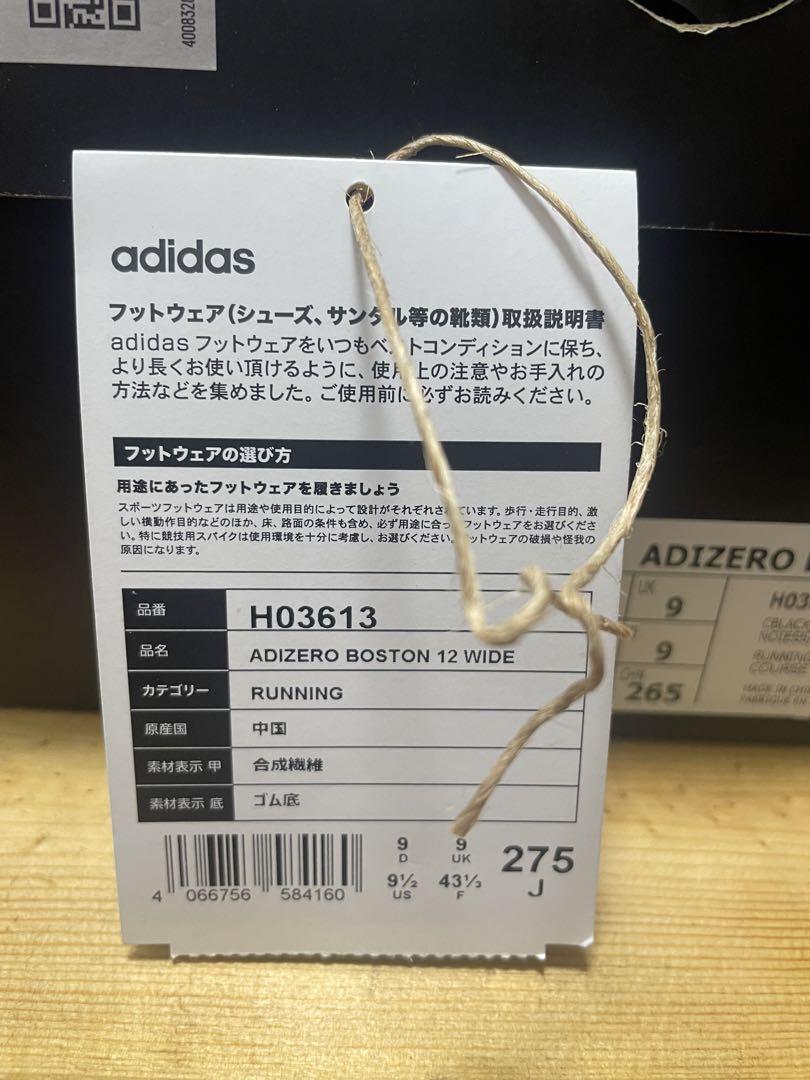 4008320
adidas
フットウェア(シューズ、サンダル等の靴類)取扱説明書
adidas フットウェアをいつもベストコンディションに保ち、
より長くお使い頂けるように、使用上の注意やお手入れの
方法などを集めました。ご使用前に必ずお読みください。
フットウェアの選び方
用途にあったフットウェアを履きましょう
スポーツフットウェアは用途や使用目的によって設計がそれぞれされています。歩行・走行目的、激
しい横動作目的などのほか、床、路面の条件も含め、必ず用途に合ったフットウェアをお選びくださ
い。特に競技用スパイクは使用環境を十分に考慮し、お選びください。フットウェアの破損や怪我の
原因になります。
品番 H03613
品名 ADIZERO BOSTON 12 WIDE
カテゴリー RUNNING
原産国 中国
素材表示 甲 合成繊維
素材表示 底 ゴム底
4 066756 584160
9 D
9 UK
9½ US
43⅓ F
275 J
ADIZERO
UK
9
9
265
H03
CBLACK
RUNNING
COURSE